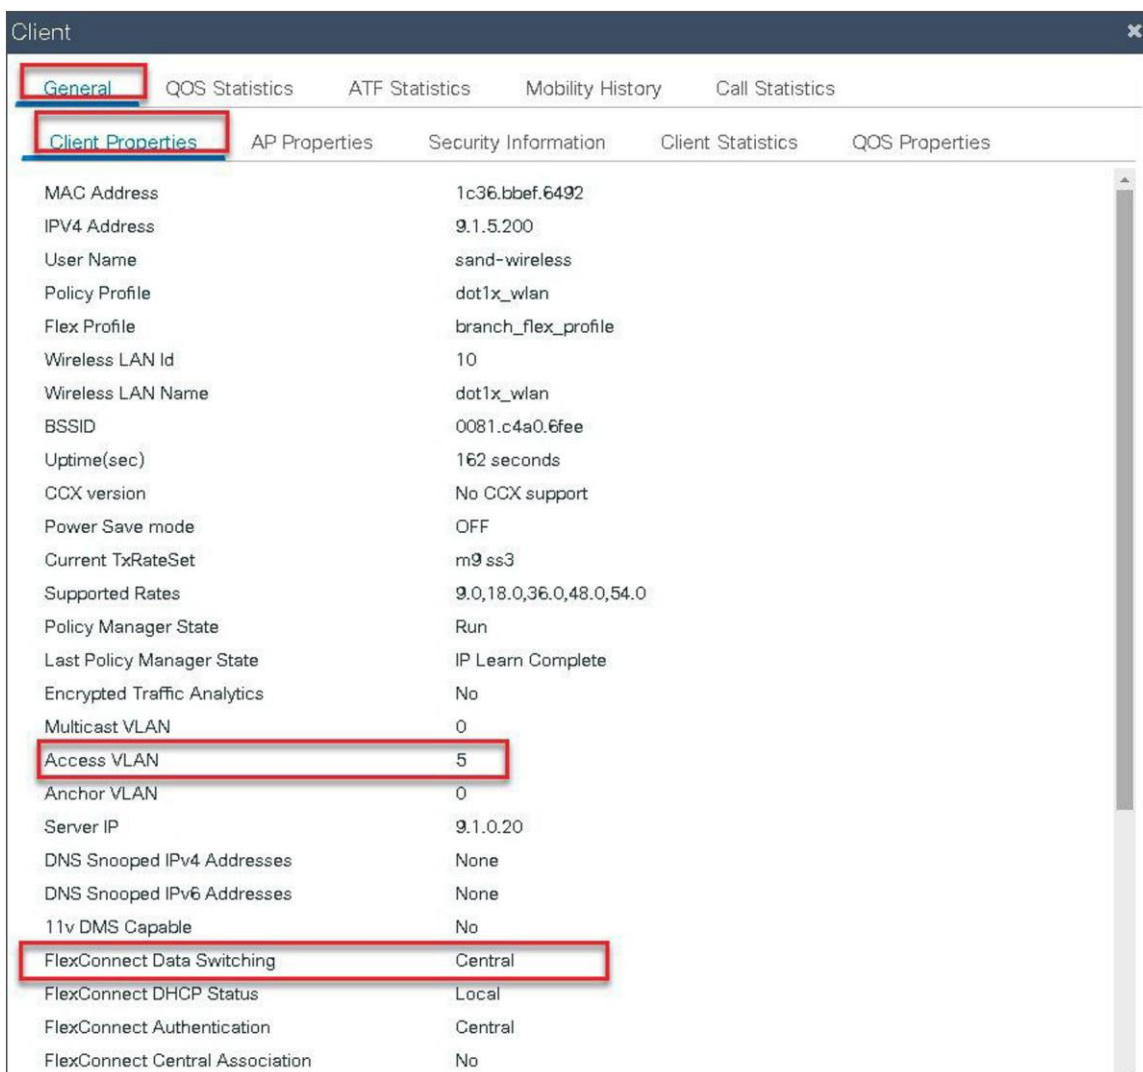 Client
General QOS Statistics ATF Statistics Mobility History Call Statistics
Client Properties AP Properties Security Information Client Statistics QOS Properties
MAC Address 1c36.bbef.6492
IPV4 Address 9.1.5.200
User Name sand-wireless
Policy Profile dot1x_wlan
Flex Profile branch_flex_profile
Wireless LAN Id 10
Wireless LAN Name dot1x_wlan
BSSID 0081.c4a0.6fee
Uptime(sec) 162 seconds
CCX version No CCX support
Power Save mode OFF
Current TxRateSet m9 ss3
Supported Rates 9.0,18.0,36.0,48.0,54.0
Policy Manager State Run
Last Policy Manager State IP Learn Complete
Encrypted Traffic Analytics No
Multicast VLAN 0
Access VLAN 5
Anchor VLAN 0
Server IP 9.1.0.20
DNS Snooped IPv4 Addresses None
DNS Snooped IPv6 Addresses None
11v DMS Capable No
FlexConnect Data Switching Central
FlexConnect DHCP Status Local
FlexConnect Authentication Central
FlexConnect Central Association No